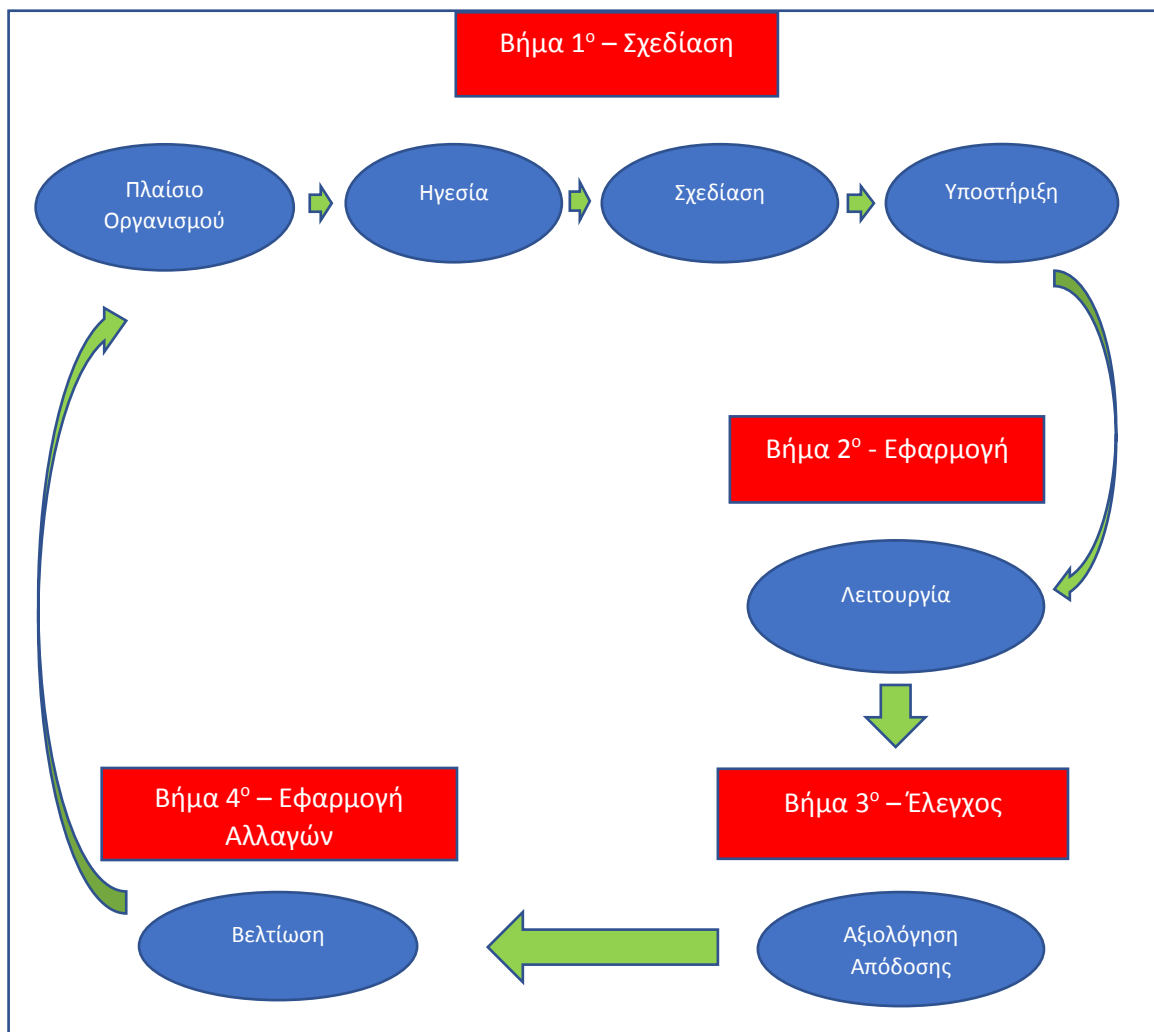 Βήμα 1ο – Σχεδίαση
Πλαίσιο
Οργανισμού
Ηγεσία
Σχεδίαση
Υποστήριξη
Βήμα 2ο - Εφαρμογή
Λειτουργία
Βήμα 3ο – Έλεγχος
Αξιολόγηση
Απόδοσης
Βήμα 4ο – Εφαρμογή
Αλλαγών
Βελτίωση